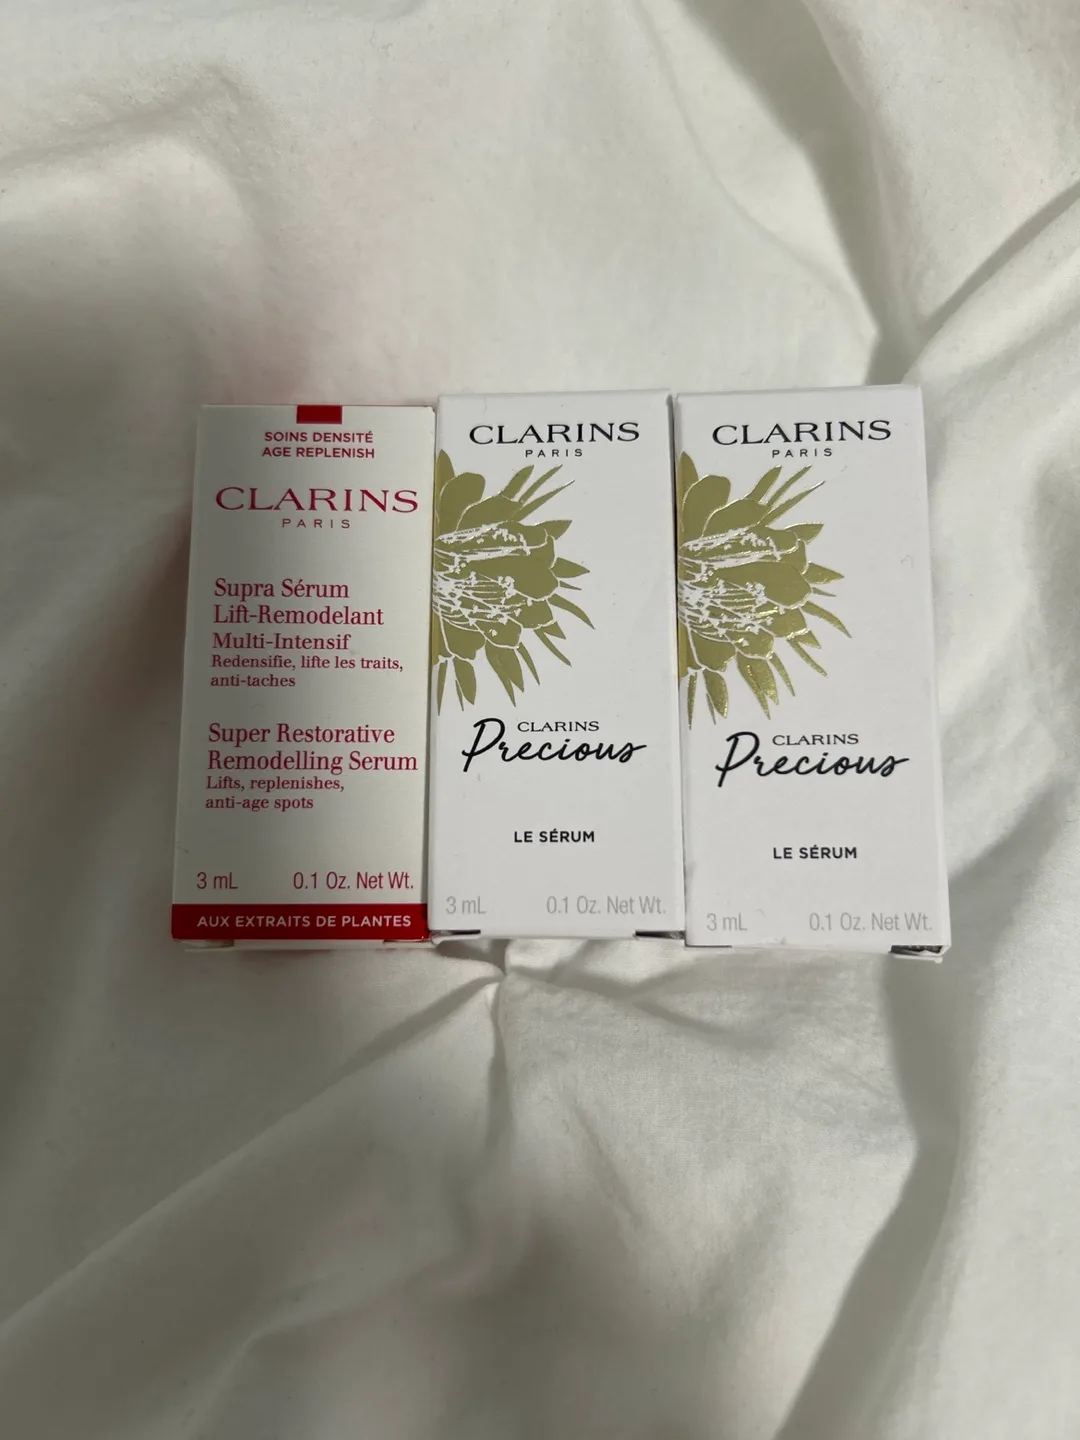 SOINS DENSITÉ
AGE REPLENISH
CLARINS
PARIS
Supra Sérum
Lift-Remodelant
Multi-Intensif
Redensifie, lifte les traits,
anti-taches
Super Restorative
Remodelling Serum
Lifts, replenishes,
anti-age spots
3 mL 0.1 Oz. Net Wt.
AUX EXTRAITS DE PLANTES
CLARINS
PARIS
CLARINS
Precious
LE SÉRUM
3 mL 0.1 Oz. Net Wt.
CLARINS
PARIS
CLARINS
Precious
LE SÉRUM
3 mL 0.1 Oz. Net Wt.